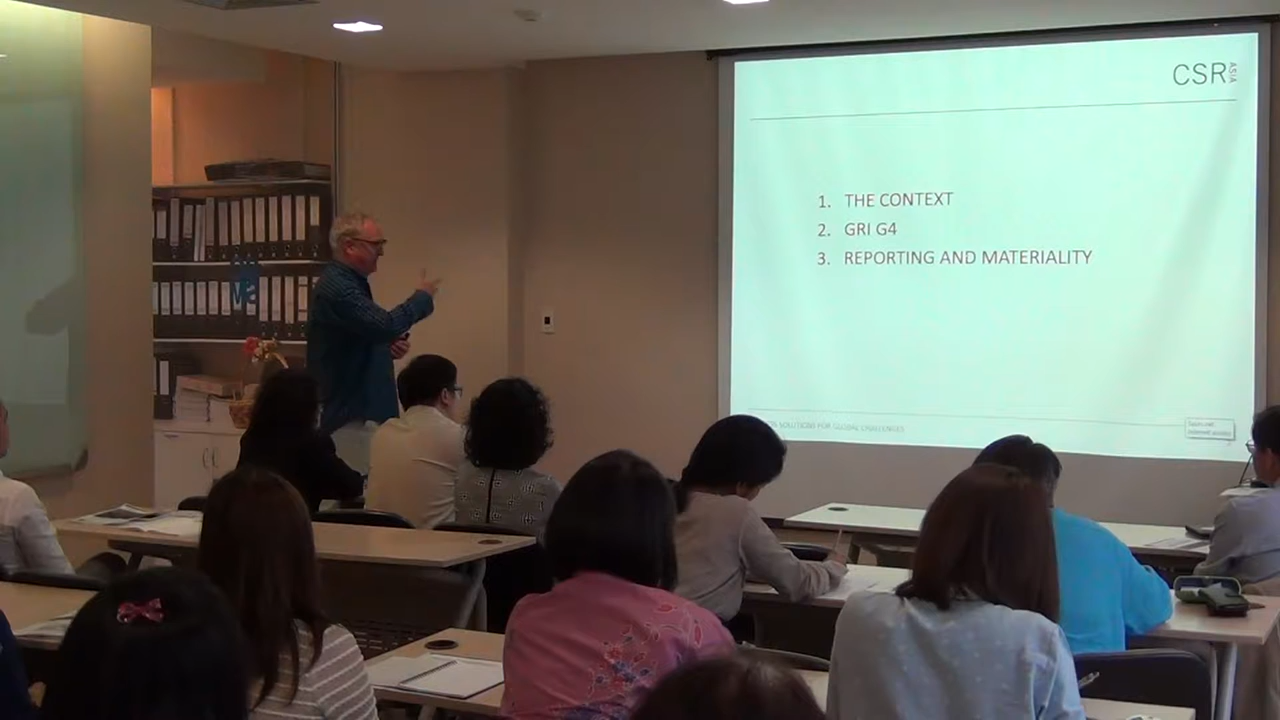 CSR ASIA
1. THE CONTEXT
2. GRI G4
3. REPORTING AND MATERIALITY
SOLUTIONS FOR GLOBAL CHALLENGES